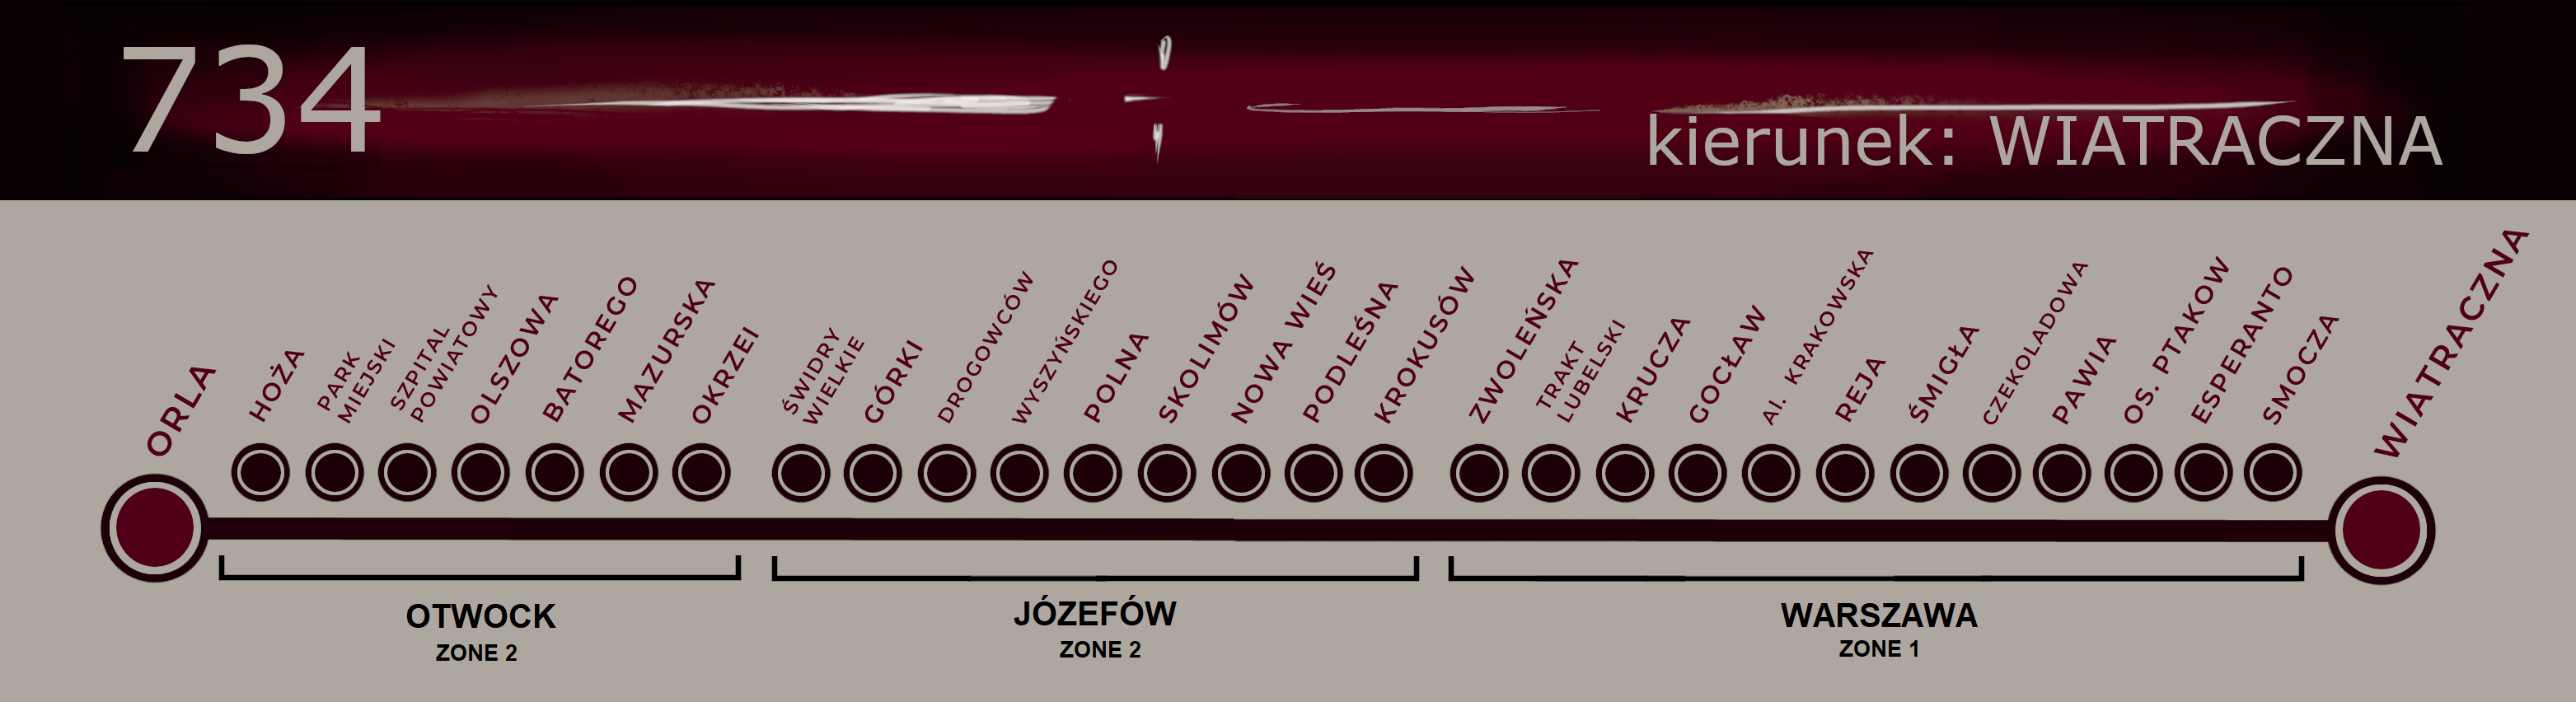 734
kierunek: WIATRACZNA
ORLA
HOŻA
PARK
MIEJSKI
SZPITAL
POWIATOWY
OLSZOWA
BATOREGO
MAZURSKA
OKRZEI
ŚWIDRY
WIELKIE
GÓRKI
DROGOWCÓW
WYSZYŃSKIEGO
POLNA
SKOLIMÓW
NOWA WIEŚ
PODLEŚNA
KROKUSÓW
ZWOLEŃSKA
TRAKT
LUBELSKI
KRUCZA
GOCŁAW
Al. KRAKOWSKA
REJA
ŚMIGŁA
CZEKOLADOWA
PAWIA
OS. PTAKOW
ESPERANTO
SMOCZA
WIATRACZNA
OTWOCK
ZONE 2
JÓZEFÓW
ZONE 2
WARSZAWA
ZONE 1